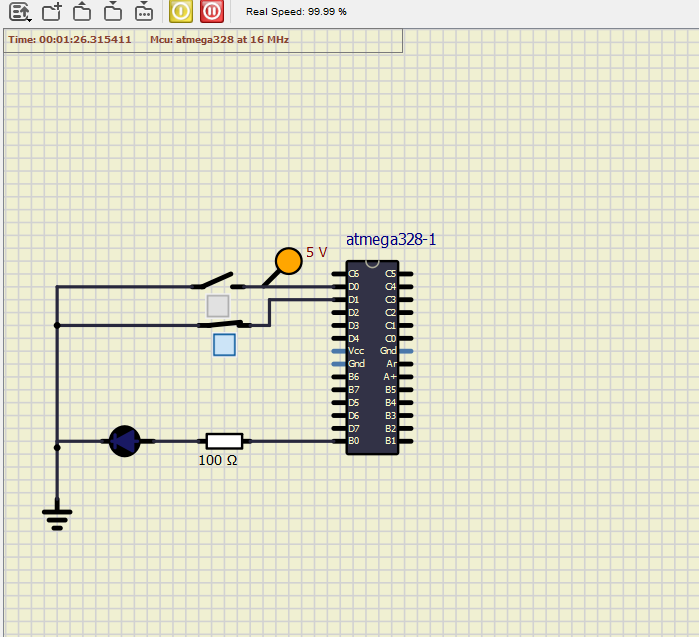 Real Speed: 99.99 %
Time: 00:01:26.315411 Mcu: atmega328 at 16 MHz
atmega328-1
5 V
C6 C5
D0 C4
D1 C3
D2 C2
D3 C1
D4 C0
Vcc Gnd
Gnd Ar
B6 A+
B7 B5
D5 B4
D6 B3
D7 B2
B0 B1
100 Ω